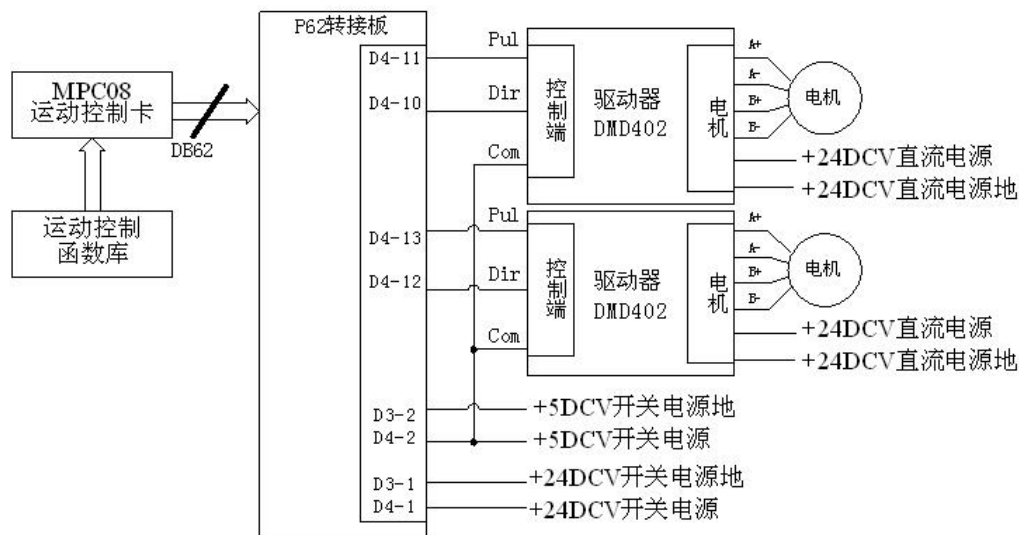 P62转接板
MPC08
运动控制卡
DB62
运动控制
函数库
D4-11
D4-10
D4-13
D4-12
D3-2
D4-2
D3-1
D4-1
Pul
Dir
Com
控制端
驱动器
DMD402
电机
A+
A-
B+
B-
电机
+24DCV直流电源
+24DCV直流电源地
Pul
Dir
Com
控制端
驱动器
DMD402
电机
A+
A-
B+
B-
电机
+24DCV直流电源
+24DCV直流电源地
+5DCV开关电源地
+5DCV开关电源
+24DCV开关电源地
+24DCV开关电源